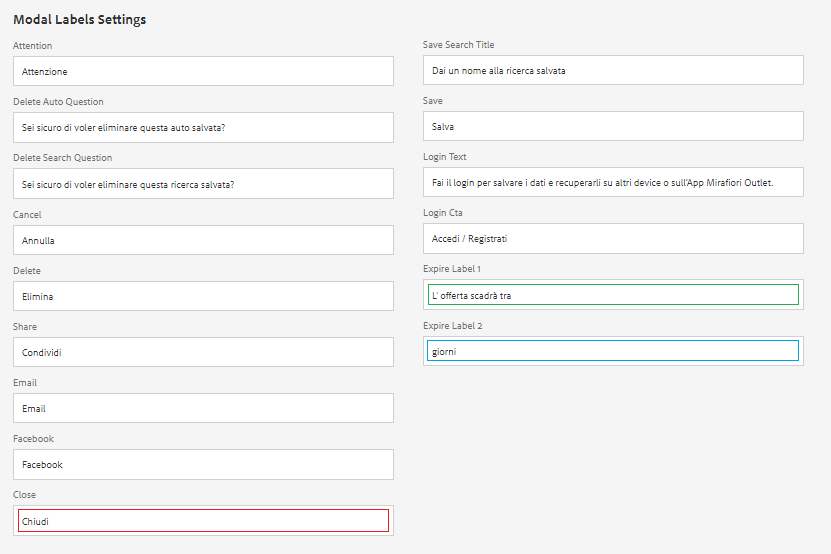 Modal Labels Settings
Attention
Attenzione
Delete Auto Question
Sei sicuro di voler eliminare questa auto salvata?
Delete Search Question
Sei sicuro di voler eliminare questa ricerca salvata?
Cancel
Annulla
Delete
Elimina
Share
Condividi
Email
Email
Facebook
Facebook
Close
Chiudi
Save Search Title
Dai un nome alla ricerca salvata
Save
Salva
Login Text
Fai il login per salvare i dati e recuperarli su altri device o sull'App Mirafiori Outlet.
Login Cta
Accedi / Registrati
Expire Label 1
L' offerta scadrà tra
Expire Label 2
giorni